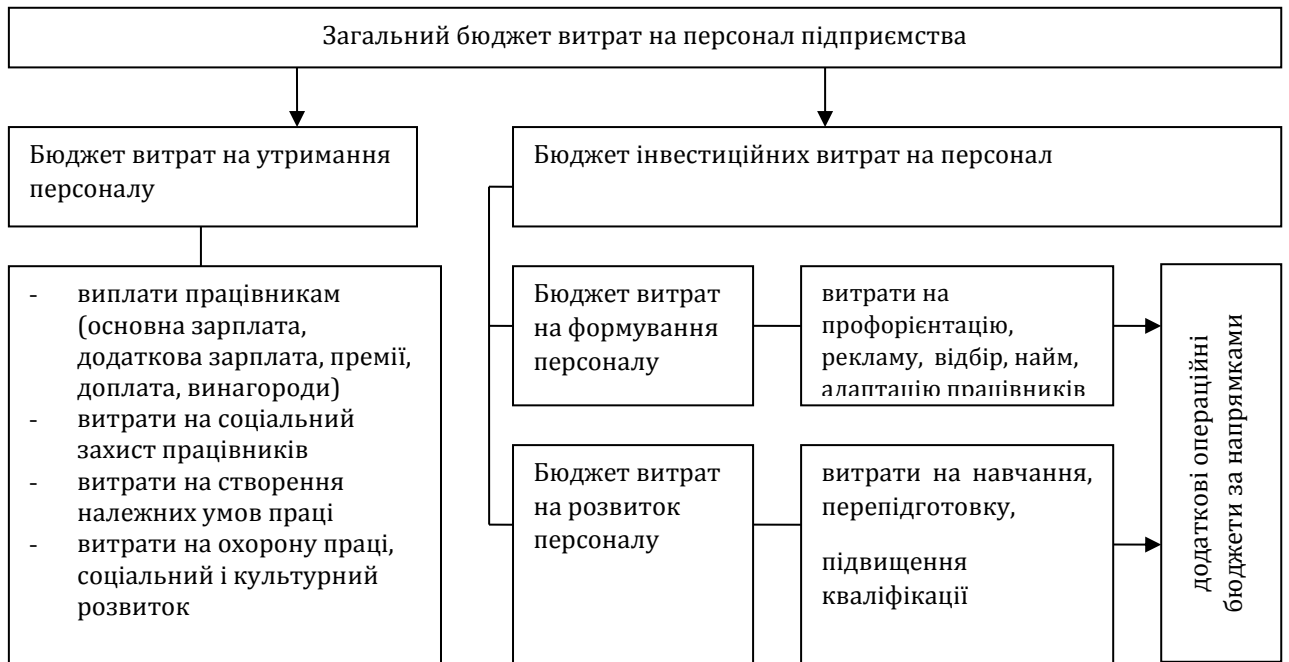 Загальний бюджет витрат на персонал підприємства
Бюджет витрат на утримання
персоналу
Бюджет інвестиційних витрат на персонал
- виплати працівникам
(основна зарплата,
додаткова зарплата, премії,
доплата, винагороди)
- витрати на соціальний
захист працівників
- витрати на створення
належних умов праці
- витрати на охорону праці,
соціальний і культурний
розвиток
Бюджет витрат
на формування
персоналу
витрати на
профорієнтацію,
рекламу, відбір, найм,
адаптацію працівників
Бюджет витрат
на розвиток
персоналу
витрати на навчання,
перепідготовку,
підвищення
кваліфікації
додаткові операційні
бюджети за напрямками